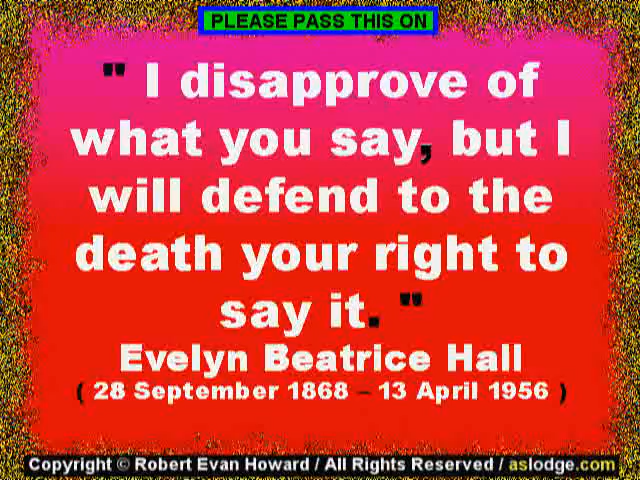 PLEASE PASS THIS ON
" I disapprove of
what you say, but I
will defend to the
death your right to
say it. "
Evelyn Beatrice Hall
( 28 September 1868 – 13 April 1956 )
Copyright © Robert Evan Howard / All Rights Reserved / aslodge.com